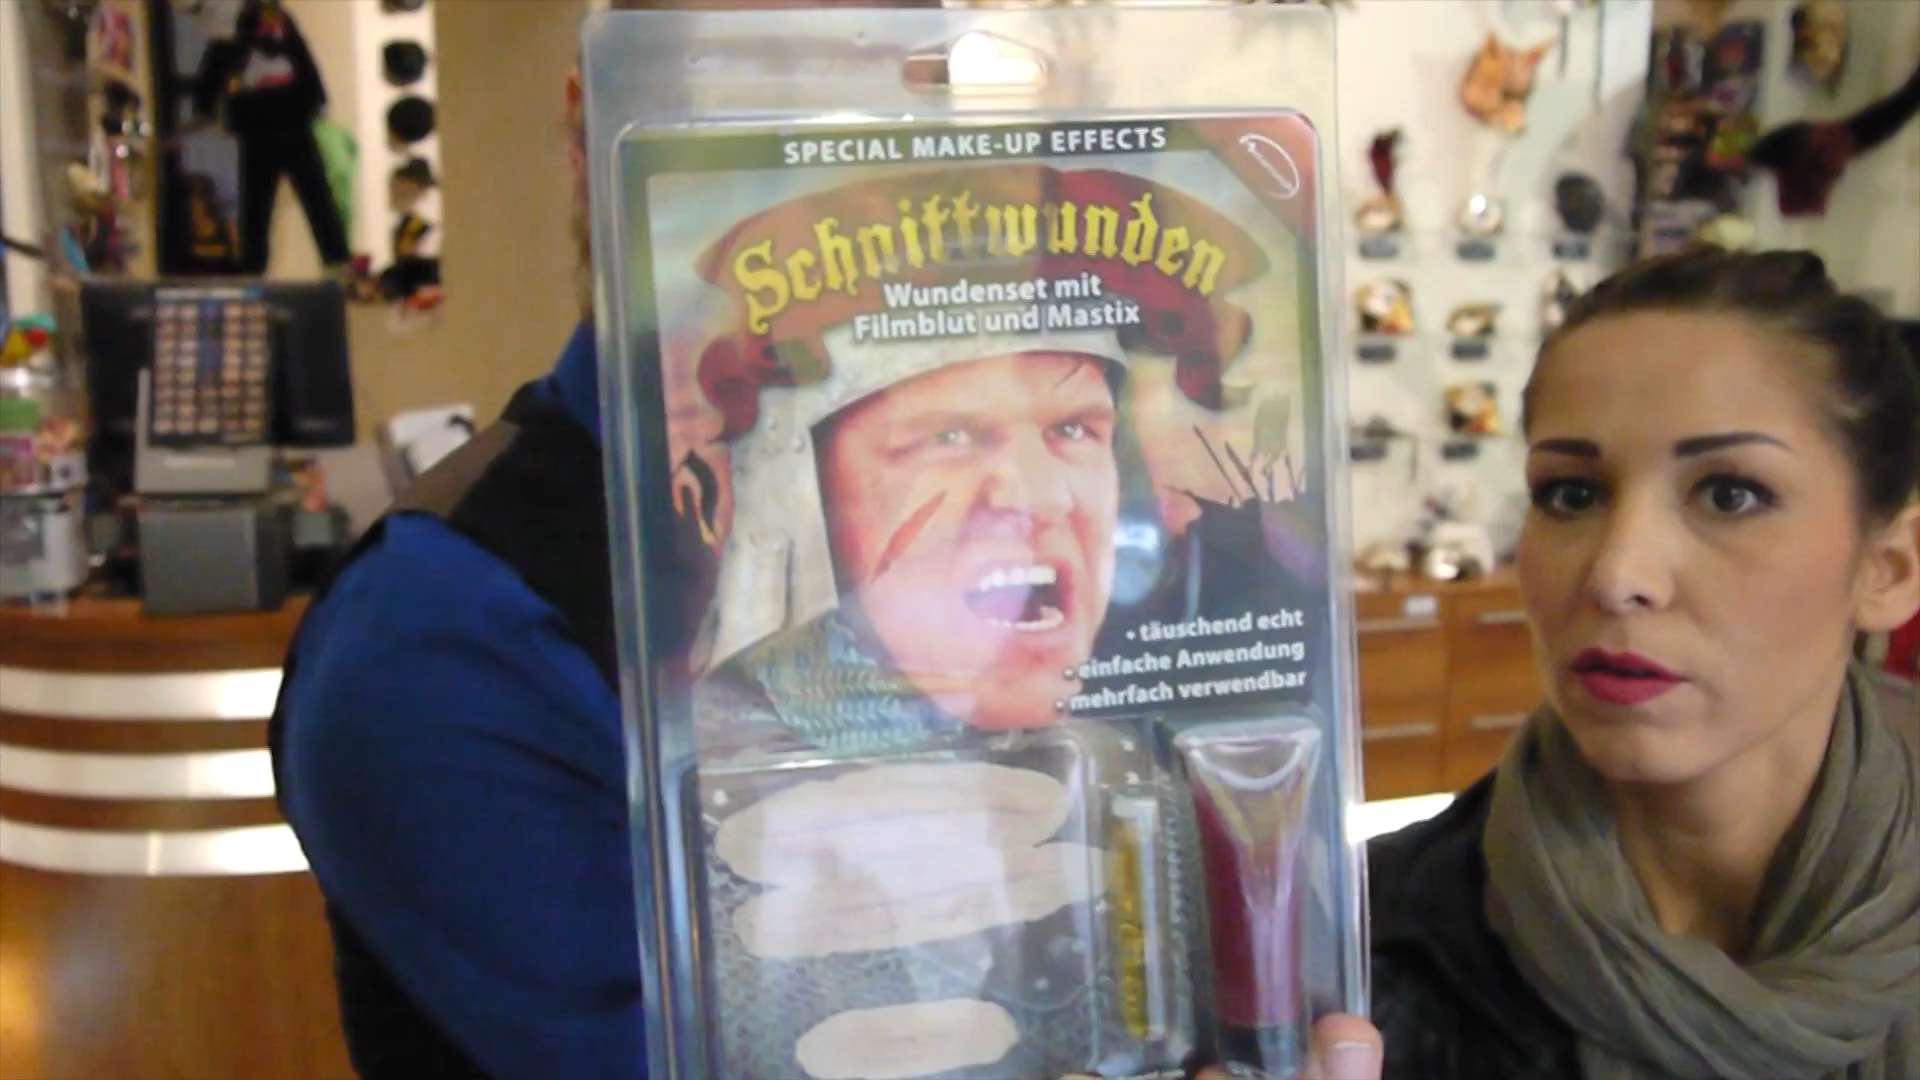 SPECIAL MAKE-UP EFFECTS
Schnittwunden
Wundenset mit
Filmblut und Mastix
• täuschend echt
• einfache Anwendung
• mehrfach verwendbar